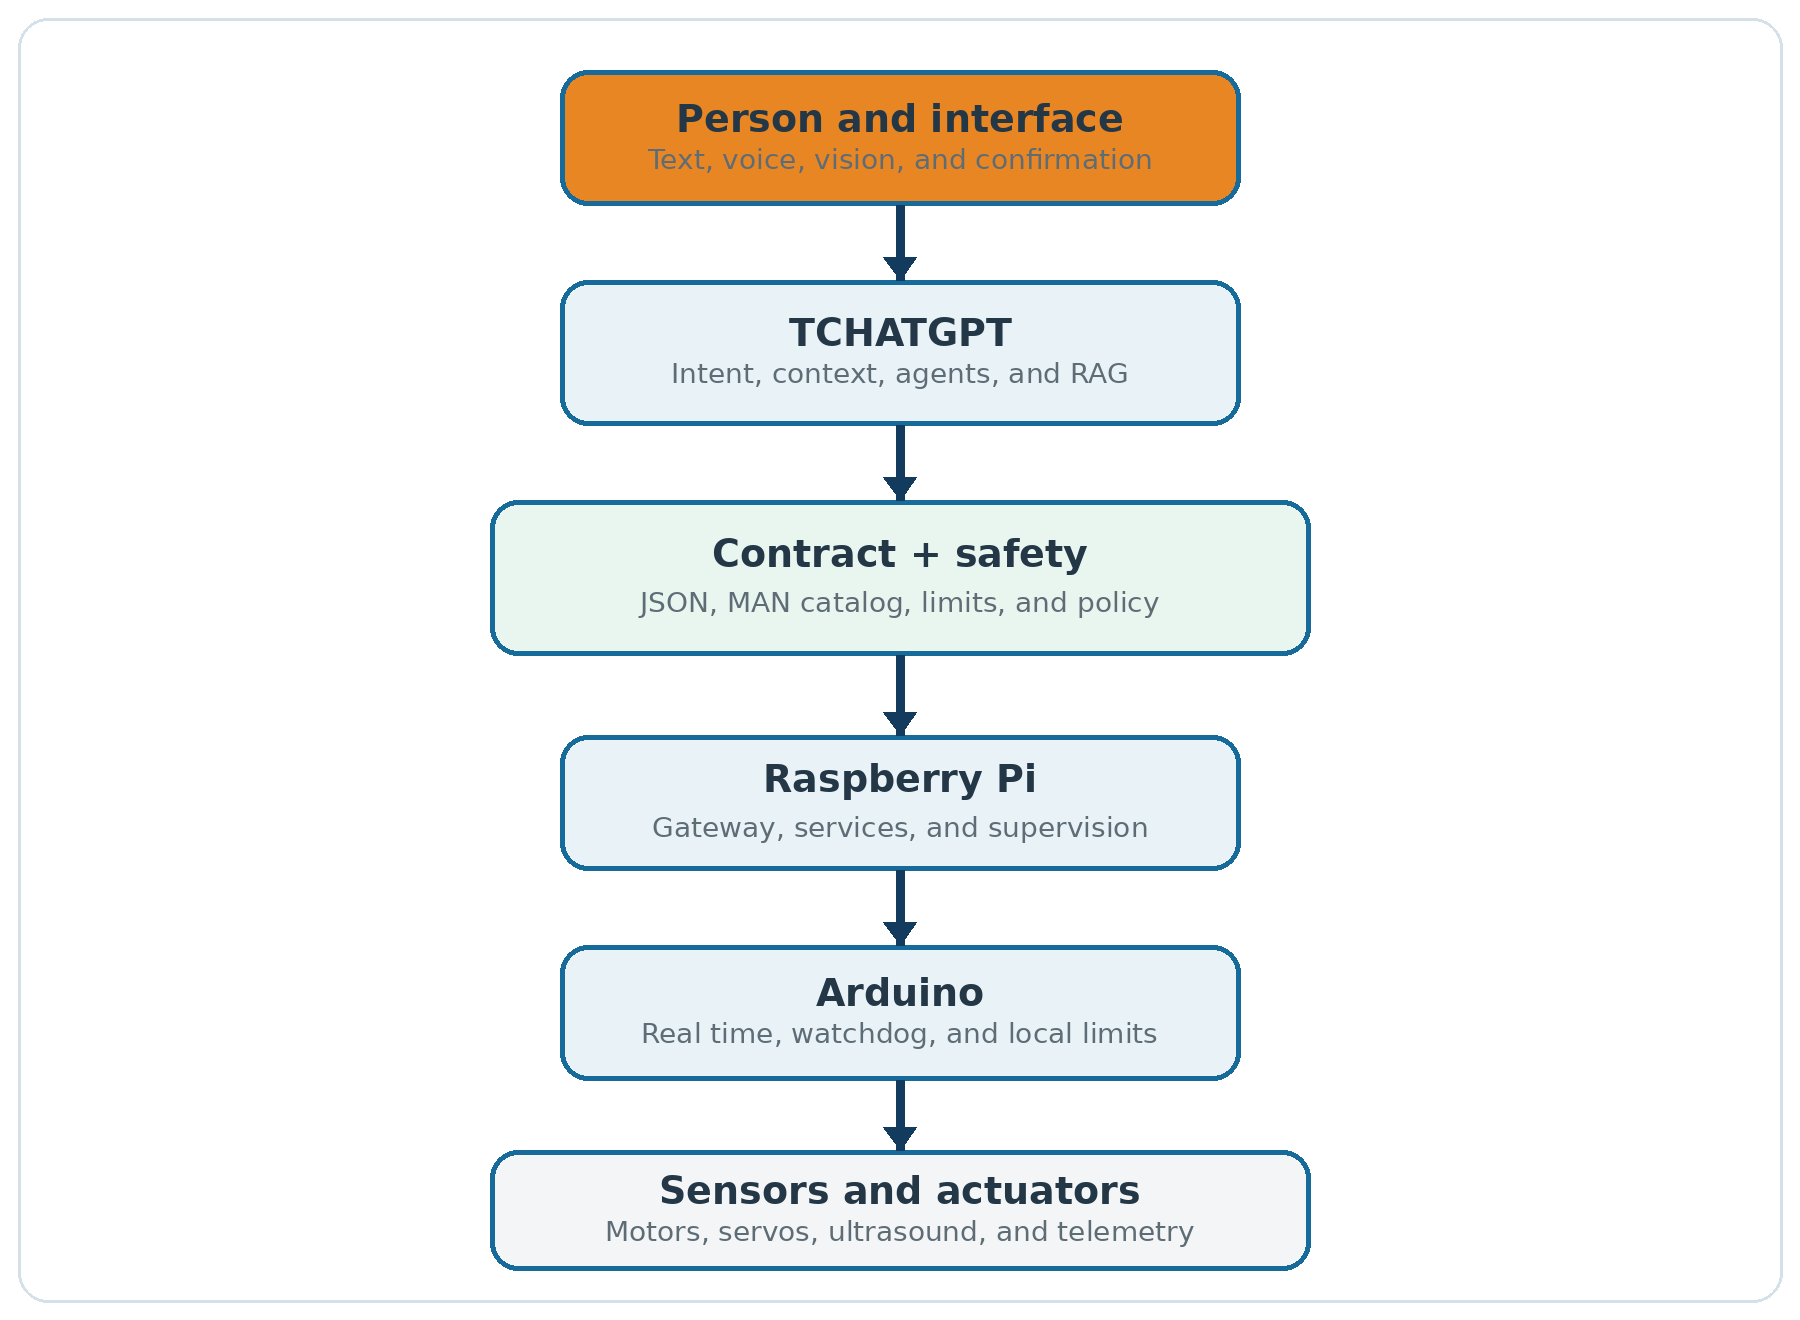 Person and interface
Text, voice, vision, and confirmation
TCHATGPT
Intent, context, agents, and RAG
Contract + safety
JSON, MAN catalog, limits, and policy
Raspberry Pi
Gateway, services, and supervision
Arduino
Real time, watchdog, and local limits
Sensors and actuators
Motors, servos, ultrasound, and telemetry